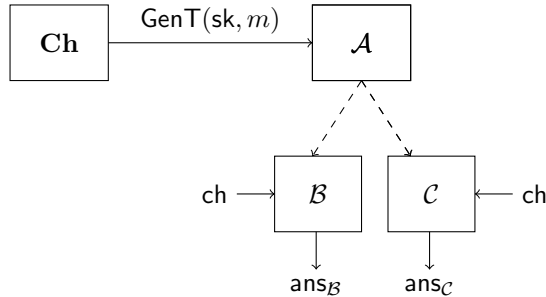 GenT(sk, m)
Ch
𝒜
ch
ℬ
𝒞
ch
ans_ℬ
ans_𝒞